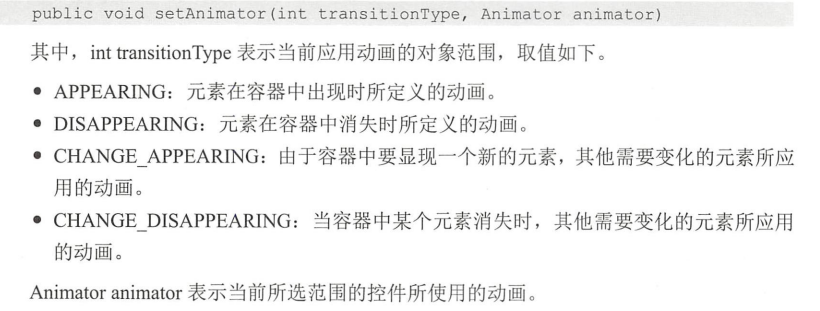 public void setAnimator(int transitionType, Animator animator)
其中，int transitionType 表示当前应用动画的对象范围，取值如下。
• APPEARING：元素在容器中出现时所定义的动画。
• DISAPPEARING：元素在容器中消失时所定义的动画。
• CHANGE_APPEARING：由于容器中要显现一个新的元素，其他需要变化的元素所应
用的动画。
• CHANGE_DISAPPEARING：当容器中某个元素消失时，其他需要变化的元素所应用
的动画。
Animator animator 表示当前所选范围的控件所使用的动画。